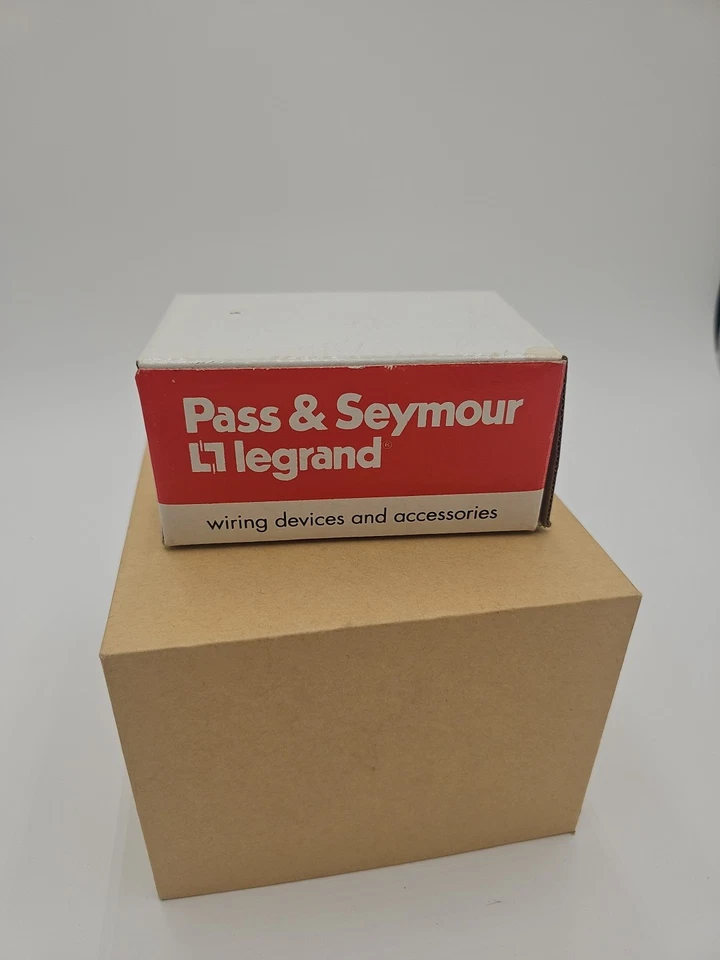 Pass & Seymour
legrand®
wiring devices and accessories